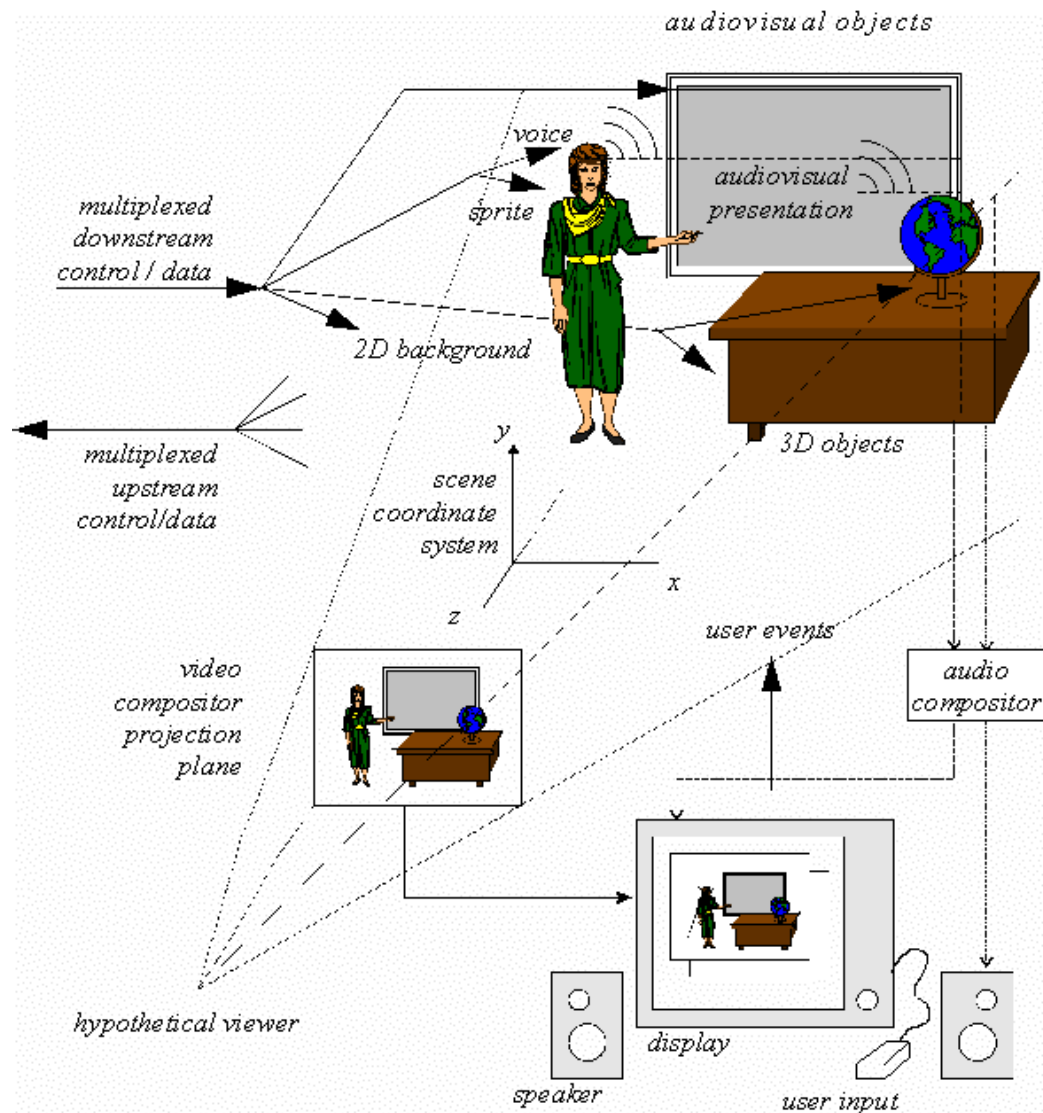 audiovisual objects
voice
sprite
audiovisual
presentation
multiplexed
downstream
control / data
2D background
3D objects
multiplexed
upstream
control/data
y
scene
coordinate
system
x
z
user events
video
compositor
projection
plane
audio
compositor
hypothetical viewer
display
speaker
user input